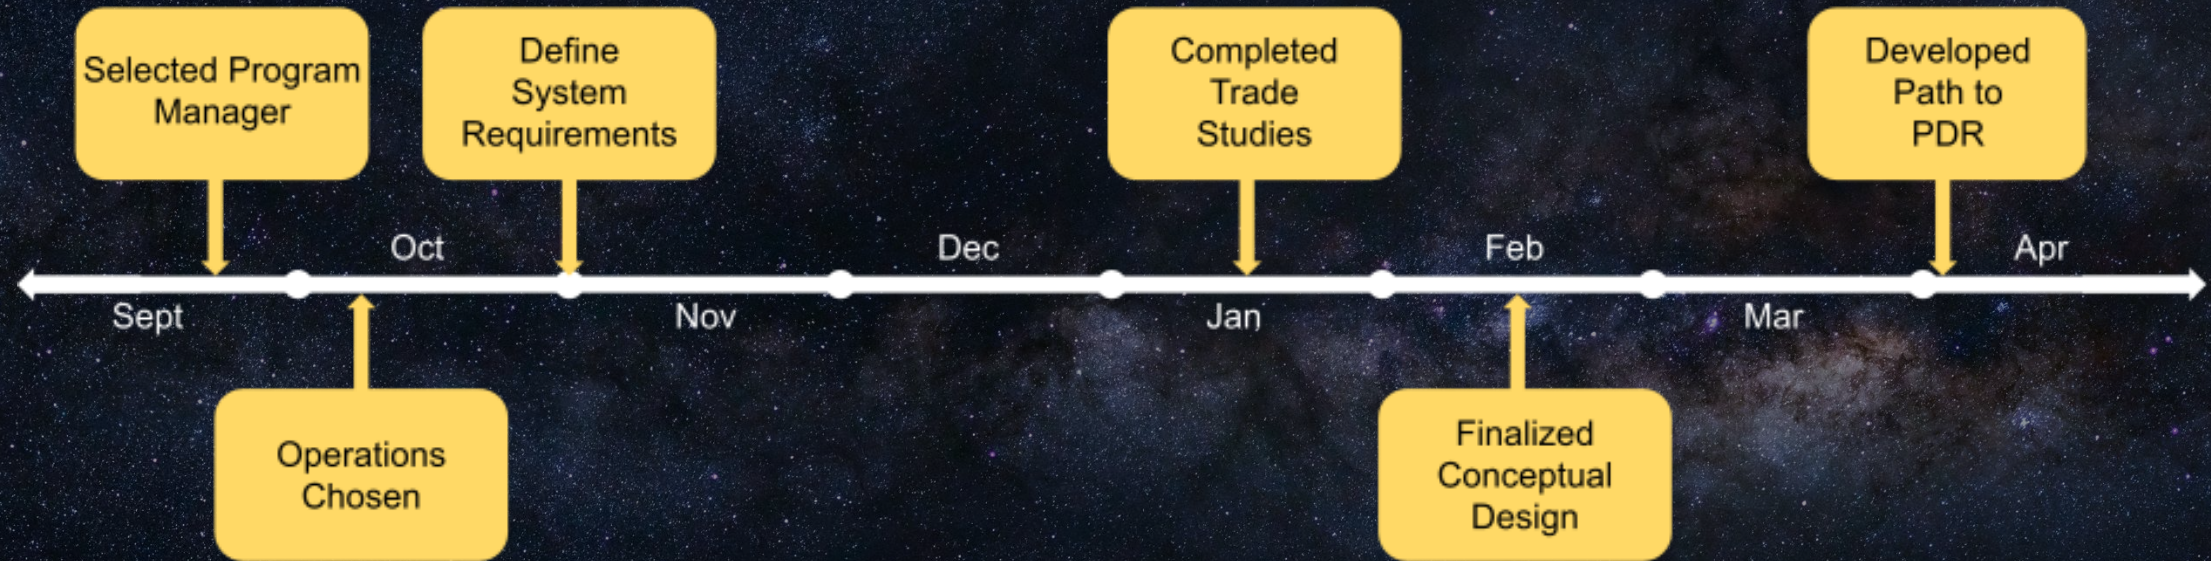 Selected Program
Manager
Define
System
Requirements
Completed
Trade
Studies
Developed
Path to
PDR
Oct
Dec
Feb
Apr
Sept
Nov
Jan
Mar
Operations
Chosen
Finalized
Conceptual
Design